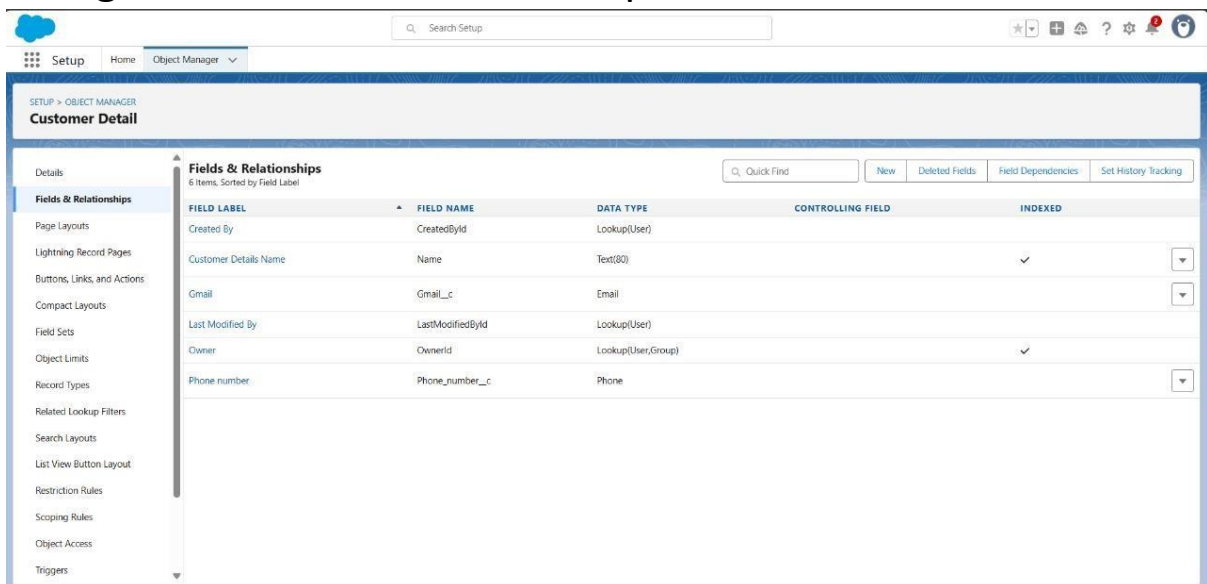 Search Setup
2
Setup Home Object Manager
SETUP > OBJECT MANAGER
Customer Detail
Details
Fields & Relationships
Page Layouts
Lightning Record Pages
Buttons, Links, and Actions
Compact Layouts
Field Sets
Object Limits
Record Types
Related Lookup Filters
Search Layouts
List View Button Layout
Restriction Rules
Scoping Rules
Object Access
Triggers
Fields & Relationships
6 Items, Sorted by Field Label
Quick Find New Deleted Fields Field Dependencies Set History Tracking
FIELD LABEL FIELD NAME DATA TYPE CONTROLLING FIELD INDEXED
Created By CreatedById Lookup(User)
Customer Details Name Name Text(80)
Gmail Gmail__c Email
Last Modified By LastModifiedById Lookup(User)
Owner OwnerId Lookup(User,Group)
Phone number Phone_number__c Phone